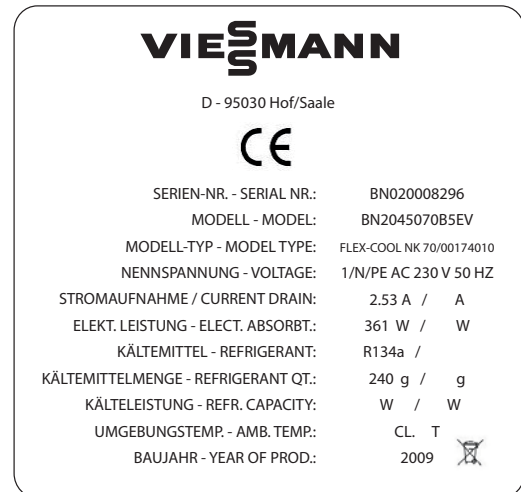 VIESSMANN
D - 95030 Hof/Saale
CE
SERIEN-NR. - SERIAL NR.: BN020008296
MODELL - MODEL: BN2045070B5EV
MODELL-TYP - MODEL TYPE: FLEX-COOL NK 70/00174010
NENNSPANNUNG - VOLTAGE: 1/N/PE AC 230 V 50 HZ
STROMAUFNAHME / CURRENT DRAIN: 2.53 A / A
ELEKT. LEISTUNG - ELECT. ABSORBT.: 361 W / W
KÄLTEMITTEL - REFRIGERANT: R134a /
KÄLTEMITTELMENGE - REFRIGERANT QT.: 240 g / g
KÄLTELEISTUNG - REFR. CAPACITY: W / W
UMGEBUNGSTEMP. - AMB. TEMP.: CL. T
BAUJAHR - YEAR OF PROD.: 2009